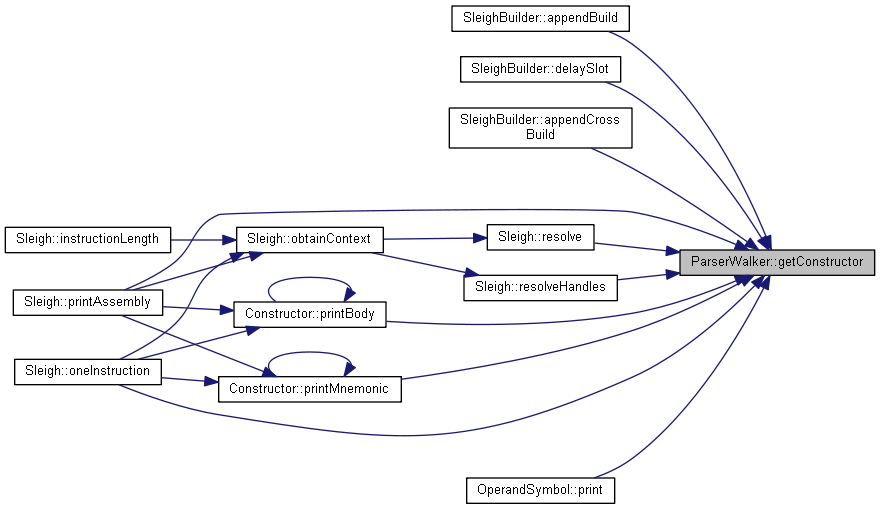 SleighBuilder::appendBuild
SleighBuilder::delaySlot
SleighBuilder::appendCross
Build
Sleigh::instructionLength
Sleigh::obtainContext
Sleigh::resolve
ParserWalker::getConstructor
Sleigh::resolveHandles
Sleigh::printAssembly
Constructor::printBody
Sleigh::oneInstruction
Constructor::printMnemonic
OperandSymbol::print